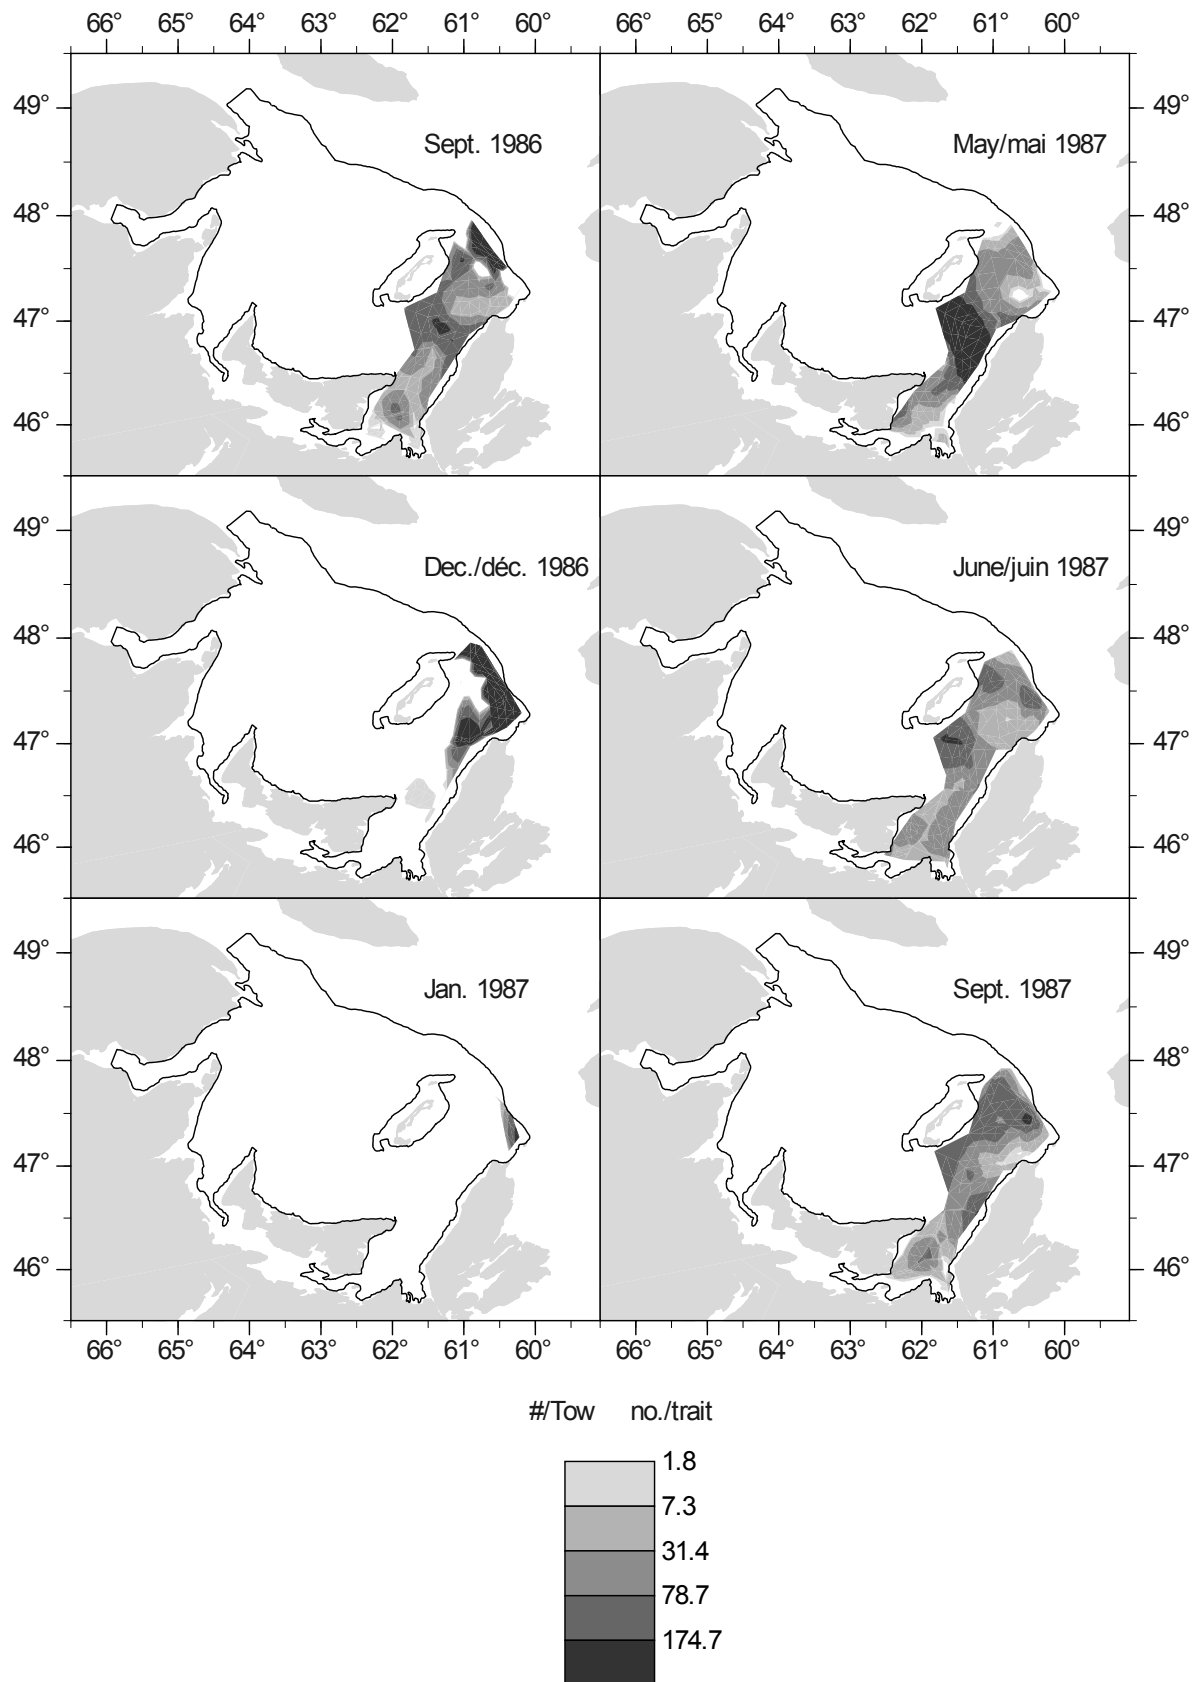 66° 65° 64° 63° 62° 61° 60° 66° 65° 64° 63° 62° 61° 60°
49° 49°
Sept. 1986 May/mai 1987
48° 48°
47° 47°
46° 46°
49° 49°
Dec./déc. 1986 June/juin 1987
48° 48°
47° 47°
46° 46°
49° 49°
Jan. 1987 Sept. 1987
48° 48°
47° 47°
46° 46°
66° 65° 64° 63° 62° 61° 60° 66° 65° 64° 63° 62° 61° 60°
#/Tow no./trait
1.8
7.3
31.4
78.7
174.7